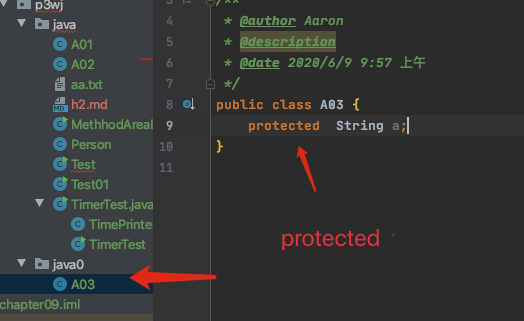 p3wj
java
A01
A02
aa.txt
h2.md
MethhodAreaI
Person
Test
Test01
TimerTest.java
TimePrinte
TimerTest
java0
A03
chapter09.iml
3 /**
4 * @author Aaron
5 * @description
6 * @date 2020/6/9 9:57 上午
7 */
8 public class A03 {
9 protected String a;
10 }
11
protected